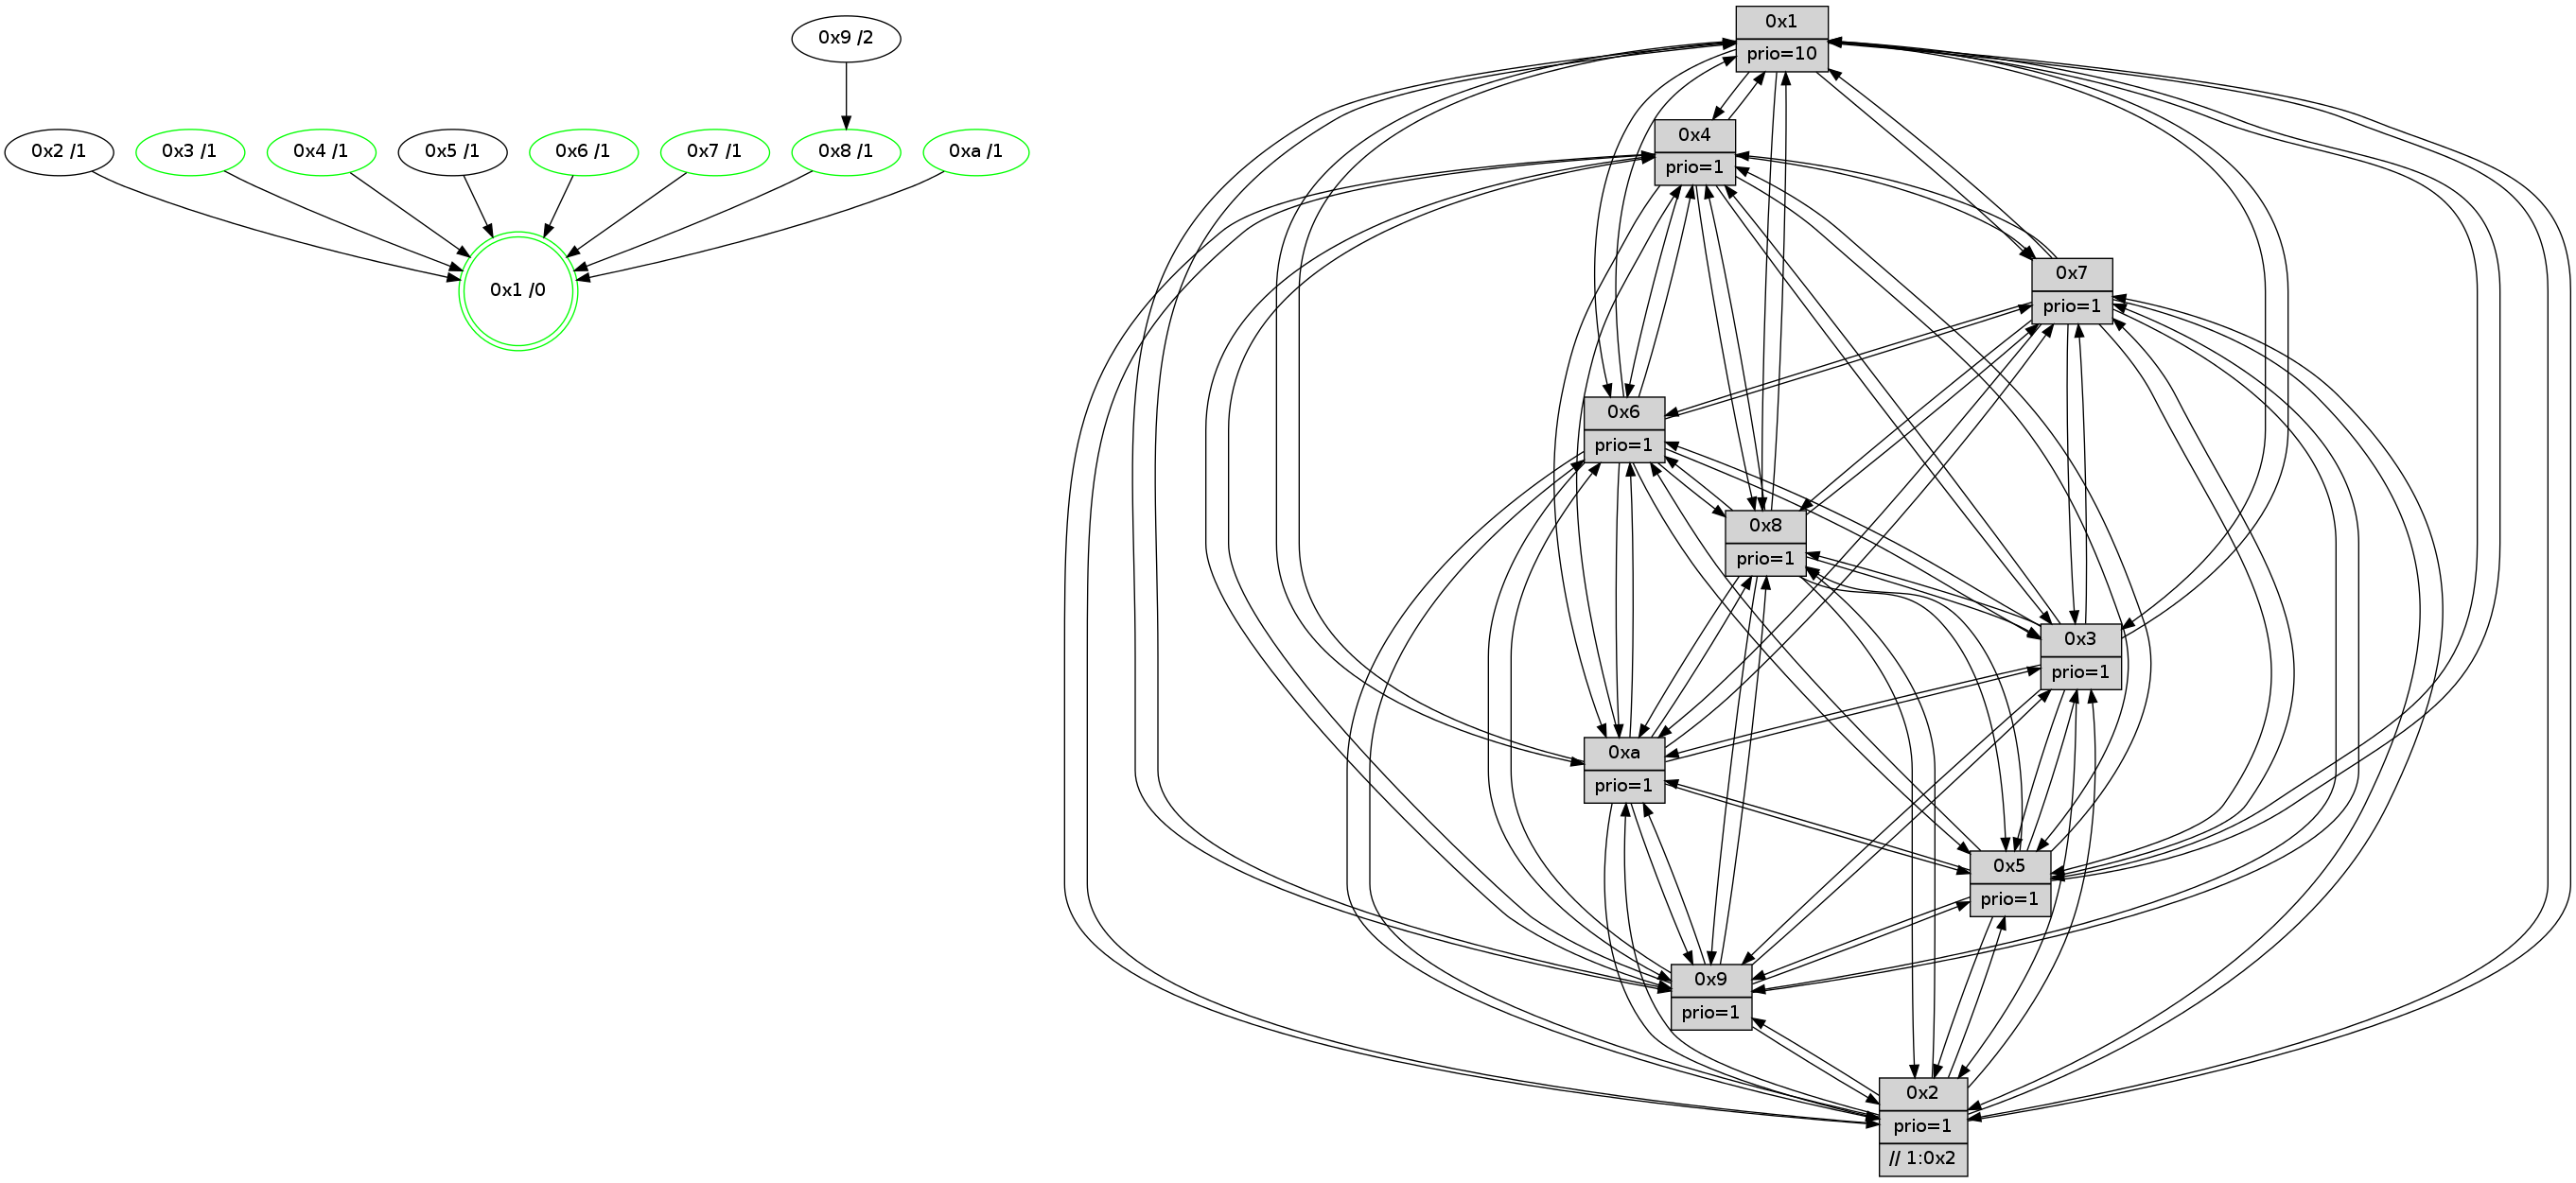 0x9 /2
0x2 /1
0x3 /1
0x4 /1
0x5 /1
0x6 /1
0x7 /1
0x8 /1
0xa /1
0x1 /0
0x1
prio=10
0x4
prio=1
0x7
prio=1
0x6
prio=1
0x8
prio=1
0x3
prio=1
0xa
prio=1
0x5
prio=1
0x9
prio=1
0x2
prio=1
// 1:0x2